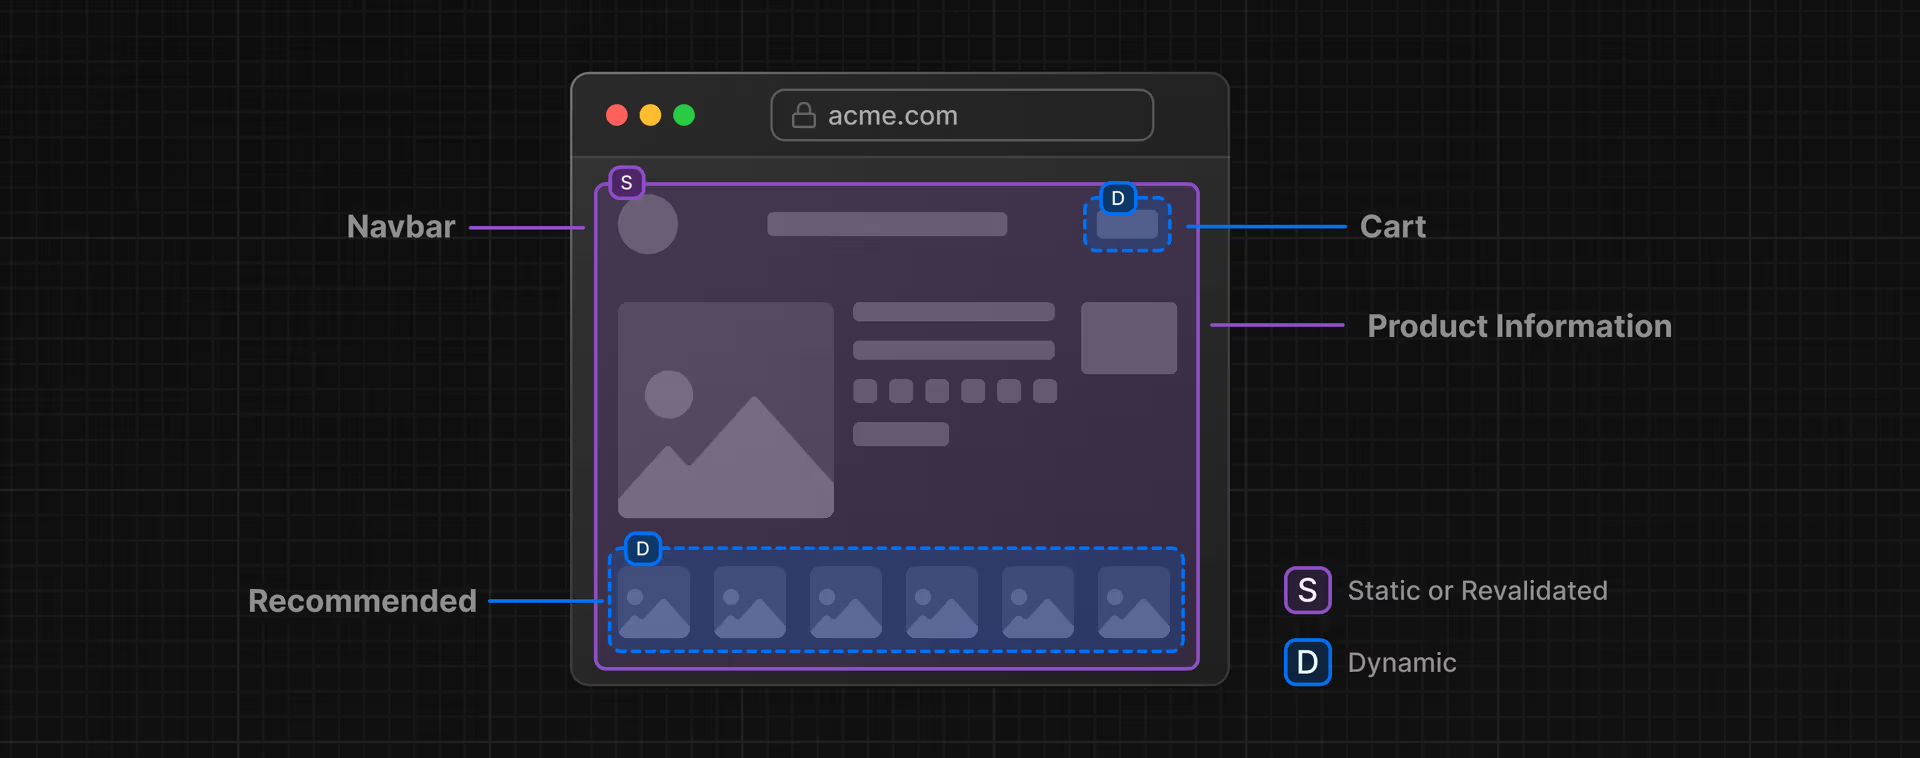 acme.com
S
D
Navbar
Cart
Product Information
D
Recommended
S Static or Revalidated
D Dynamic